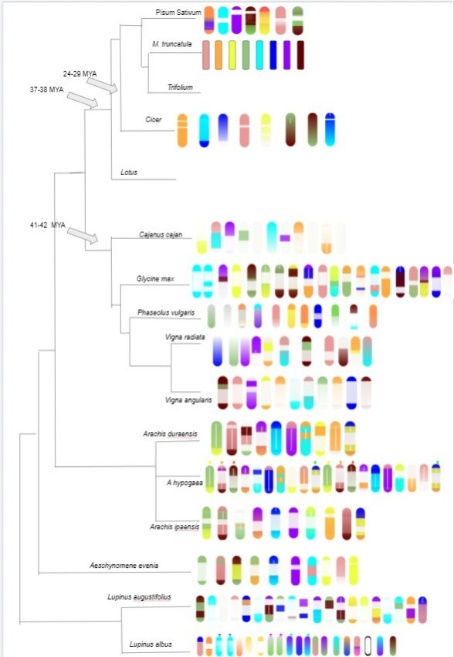 Pisum Sativum
M. truncatula
24-29 MYA
37-38 MYA
Trifolium
Cicer
Lotus
41-42 MYA
Cajanus cajan
Glycine max
Phaseolus vulgaris
Vigna radiata
Vigna angularis
Arachis duraensis
A hypogaea
Arachis ipaensis
Aeschynomene evenia
Lupinus augustifolius
Lupinus albus